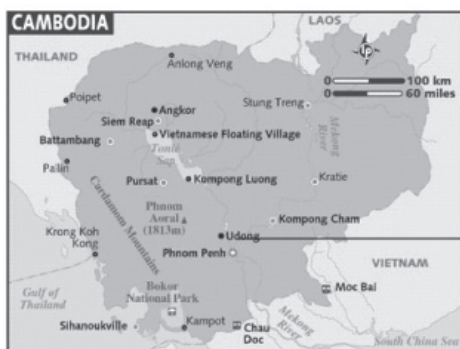 CAMBODIA
LAOS
THAILAND
Anlong Veng
UP
0 100 km
0 60 miles
Poipet
Angkor
Stung Treng
Siem Reap
Battambang
Vietnamese Floating Village
Tonle
Sap
Mekong
River
Pailin
Pursat
Kompong Luong
Kratie
Cardamom Mountains
Phnom
Aoral
(1813m)
Kompong Cham
Krong Koh
Kong
Udong
Phnom Penh
VIETNAM
Gulf of
Thailand
Bokor
National Park
Moc Bai
Sihanoukville
Kampot
Chau
Doc
Mekong
River
South China Sea